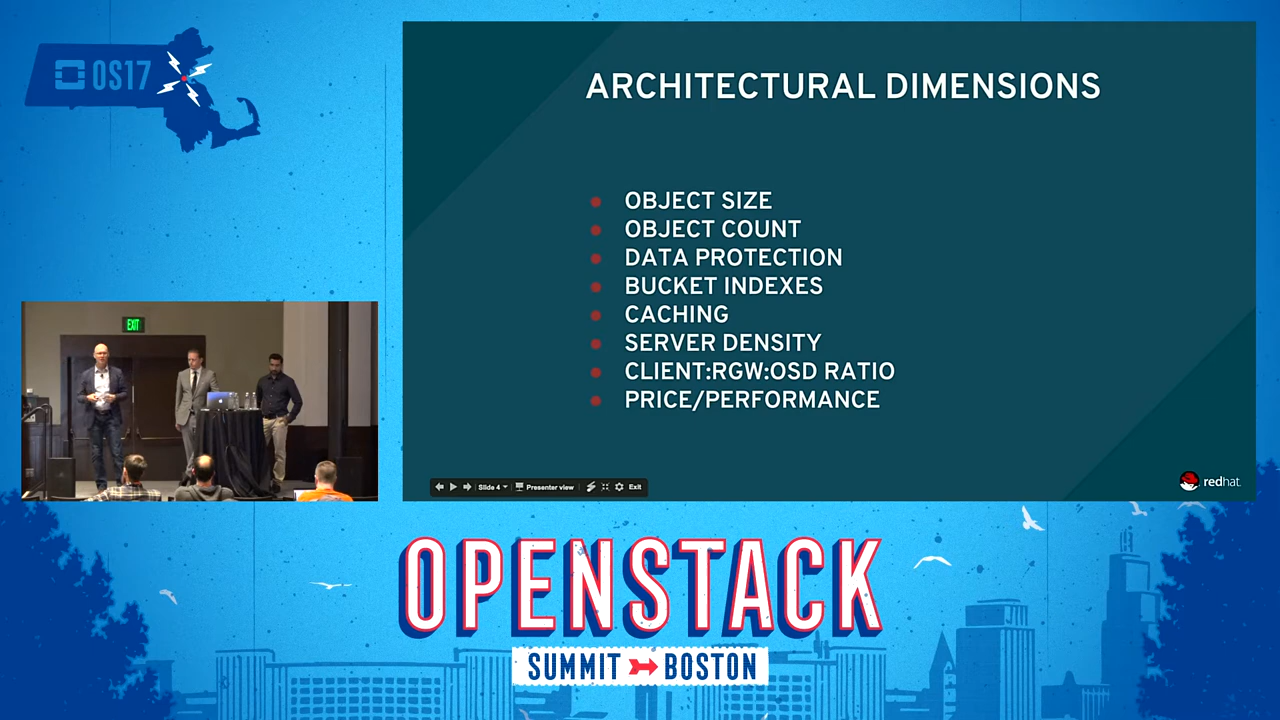 OS17
ARCHITECTURAL DIMENSIONS
OBJECT SIZE
OBJECT COUNT
DATA PROTECTION
BUCKET INDEXES
CACHING
SERVER DENSITY
CLIENT:RGW:OSD RATIO
PRICE/PERFORMANCE
EXIT
Slide 4
Presenter view
Exit
redhat.
OPENSTACK
SUMMIT BOSTON